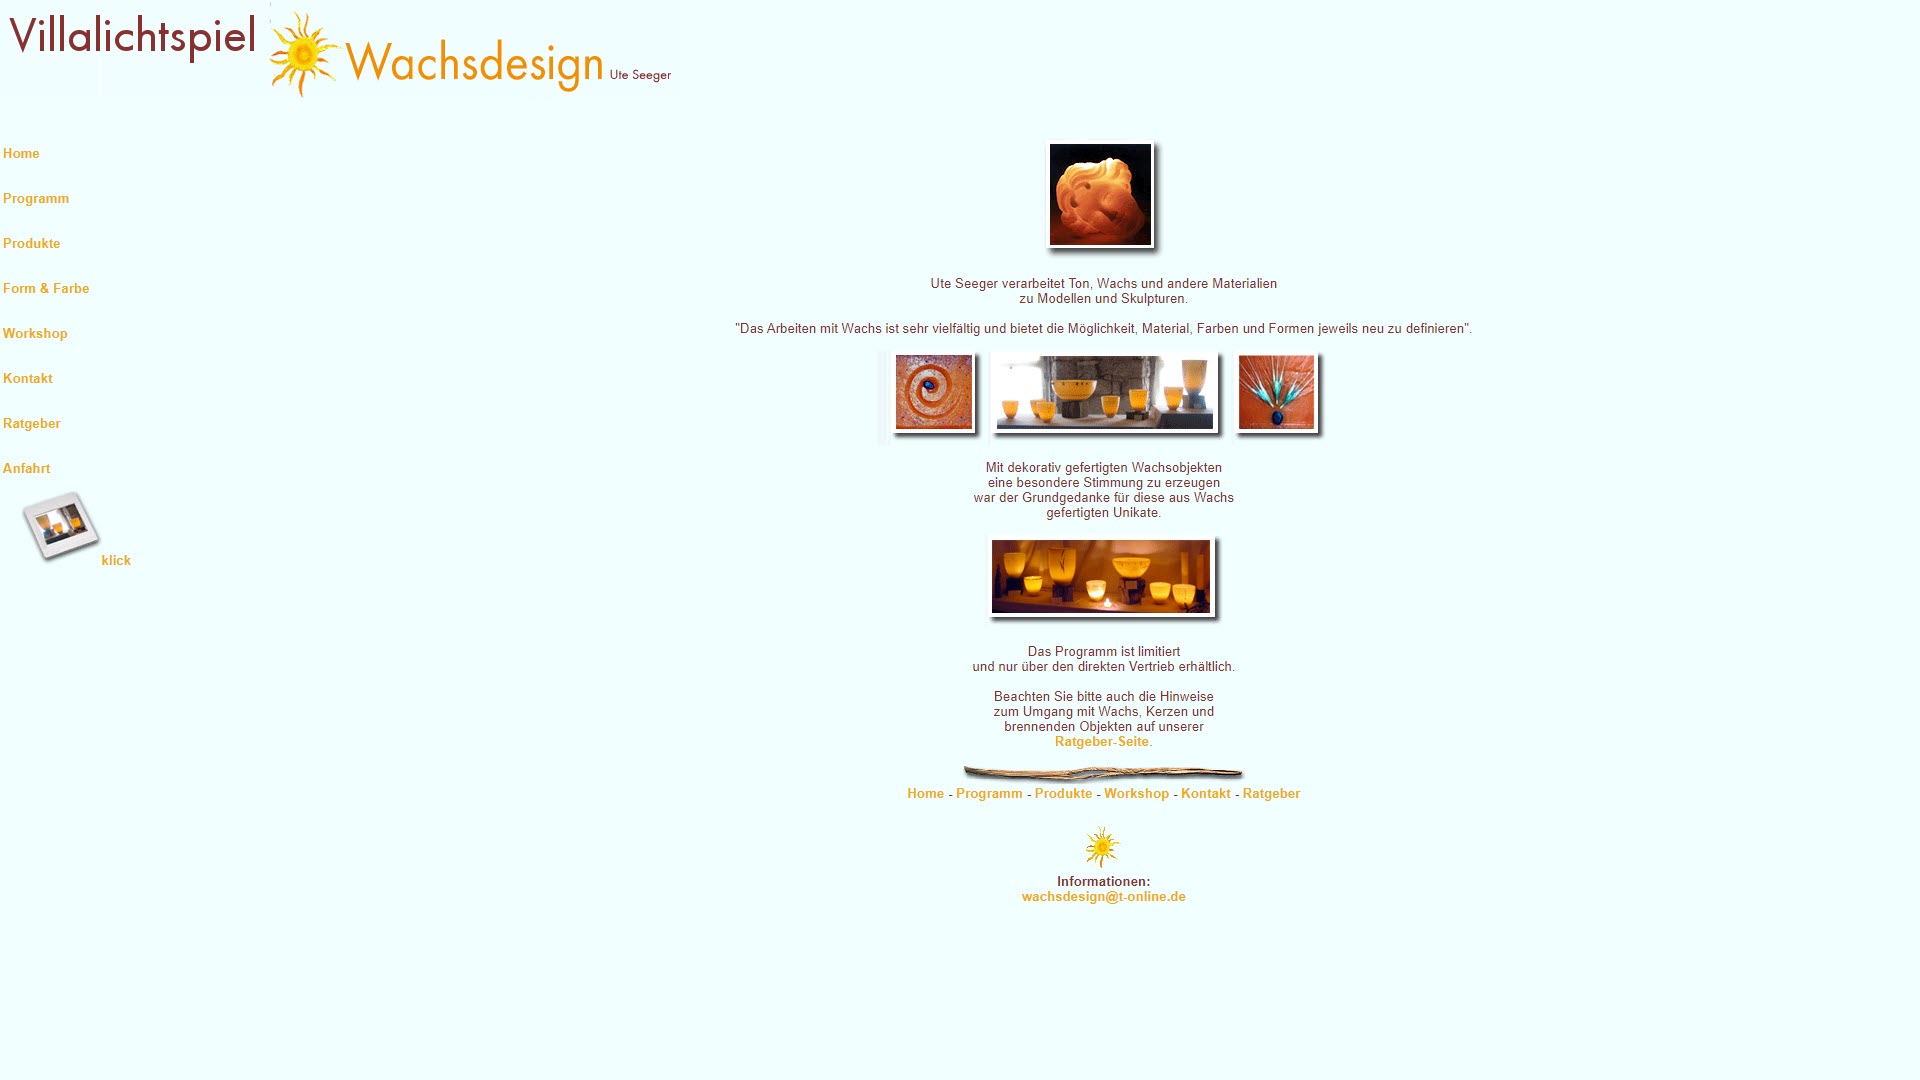 Villalichtspiel
Wachsdesign Ute Seeger
Home
Programm
Produkte
Form & Farbe
Workshop
Kontakt
Ratgeber
Anfahrt
klick
Ute Seeger verarbeitet Ton, Wachs und andere Materialien
zu Modellen und Skulpturen.
"Das Arbeiten mit Wachs ist sehr vielfältig und bietet die Möglichkeit, Material, Farben und Formen jeweils neu zu definieren".
Mit dekorativ gefertigten Wachsobjekten
eine besondere Stimmung zu erzeugen
war der Grundgedanke für diese aus Wachs
gefertigten Unikate.
Das Programm ist limitiert
und nur über den direkten Vertrieb erhältlich.
Beachten Sie bitte auch die Hinweise
zum Umgang mit Wachs, Kerzen und
brennenden Objekten auf unserer
Ratgeber-Seite.
Home - Programm - Produkte - Workshop - Kontakt - Ratgeber
Informationen:
wachsdesign@t-online.de